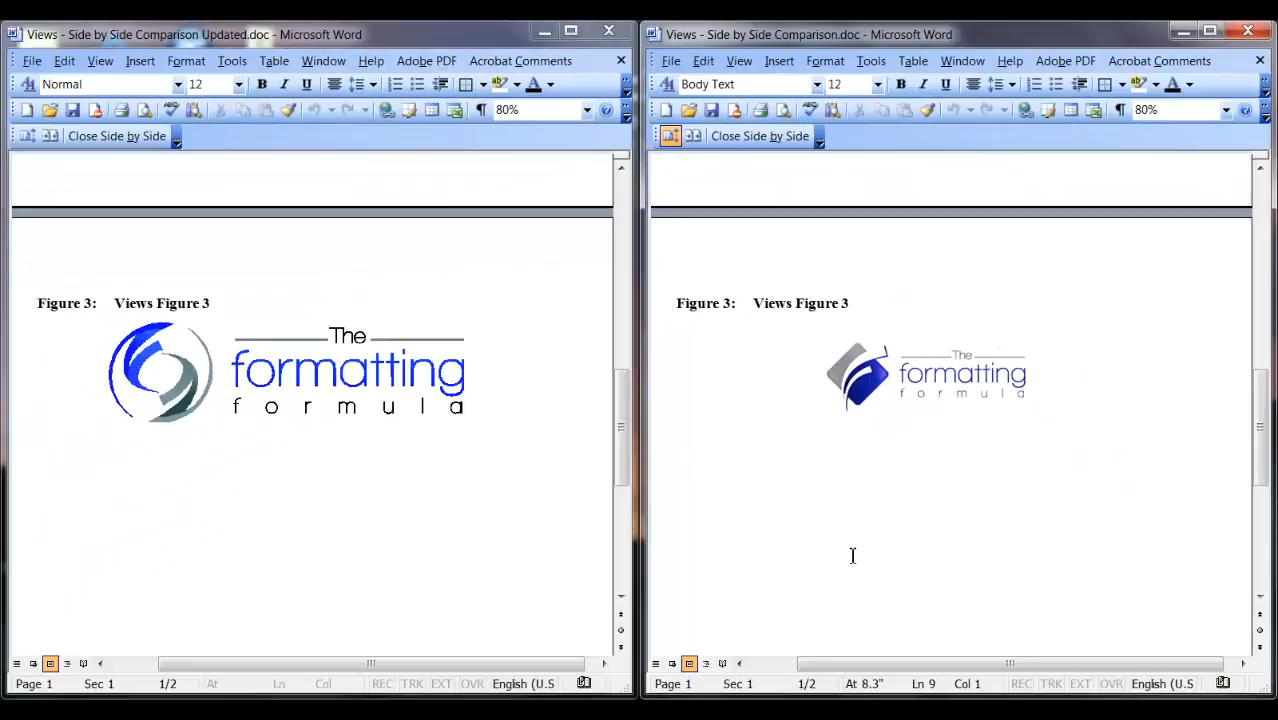 Views - Side by Side Comparison Updated.doc - Microsoft Word
File Edit View Insert Format Tools Table Window Help Adobe PDF Acrobat Comments
Normal 12 B I U A
80%
Close Side by Side
Figure 3: Views Figure 3
The
formatting
formula
Page 1 Sec 1 1/2 At Ln Col REC TRK EXT OVR English (U.S
Views - Side by Side Comparison.doc - Microsoft Word
File Edit View Insert Format Tools Table Window Help Adobe PDF Acrobat Comments
Body Text 12 B I U A
80%
Close Side by Side
Figure 3: Views Figure 3
The
formatting
formula
Page 1 Sec 1 1/2 At 8.3" Ln 9 Col 1 REC TRK EXT OVR English (U.S